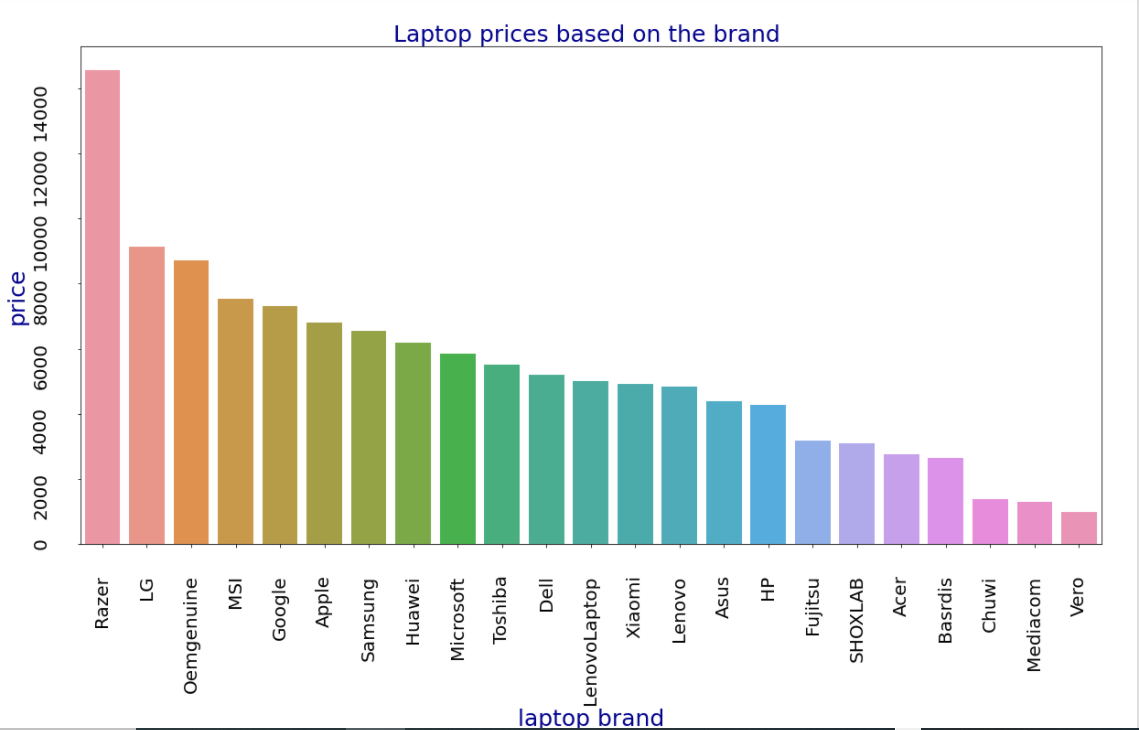 Laptop prices based on the brand
price
14000
12000
10000
8000
6000
4000
2000
0
Razer
LG
Oemgenuine
MSI
Google
Apple
Samsung
Huawei
Microsoft
Toshiba
Dell
LenovoLaptop
Xiaomi
Lenovo
Asus
HP
Fujitsu
SHOXLAB
Acer
Basrdis
Chuwi
Mediacom
Vero
laptop brand